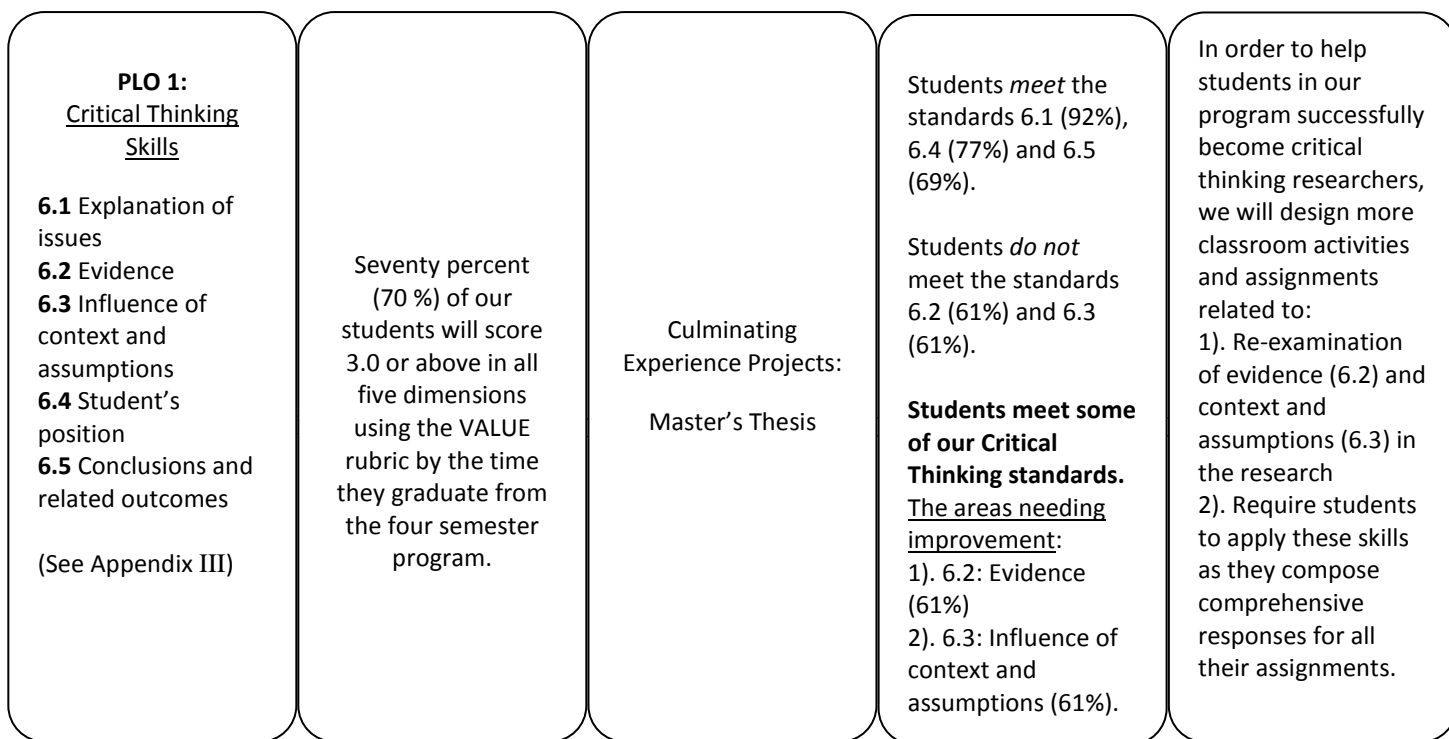 PLO 1:
Critical Thinking
Skills
6.1 Explanation of
issues
6.2 Evidence
6.3 Influence of
context and
assumptions
6.4 Student's
position
6.5 Conclusions and
related outcomes
(See Appendix III)
Seventy percent
(70 %) of our
students will score
3.0 or above in all
five dimensions
using the VALUE
rubric by the time
they graduate from
the four semester
program.
Culminating
Experience Projects:
Master's Thesis
Students meet the
standards 6.1 (92%),
6.4 (77%) and 6.5
(69%).
Students do not
meet the standards
6.2 (61%) and 6.3
(61%).
Students meet some
of our Critical
Thinking standards.
The areas needing
improvement:
1). 6.2: Evidence
(61%)
2). 6.3: Influence of
context and
assumptions (61%).
In order to help
students in our
program successfully
become critical
thinking researchers,
we will design more
classroom activities
and assignments
related to:
1). Re-examination
of evidence (6.2) and
context and
assumptions (6.3) in
the research
2). Require students
to apply these skills
as they compose
comprehensive
responses for all
their assignments.